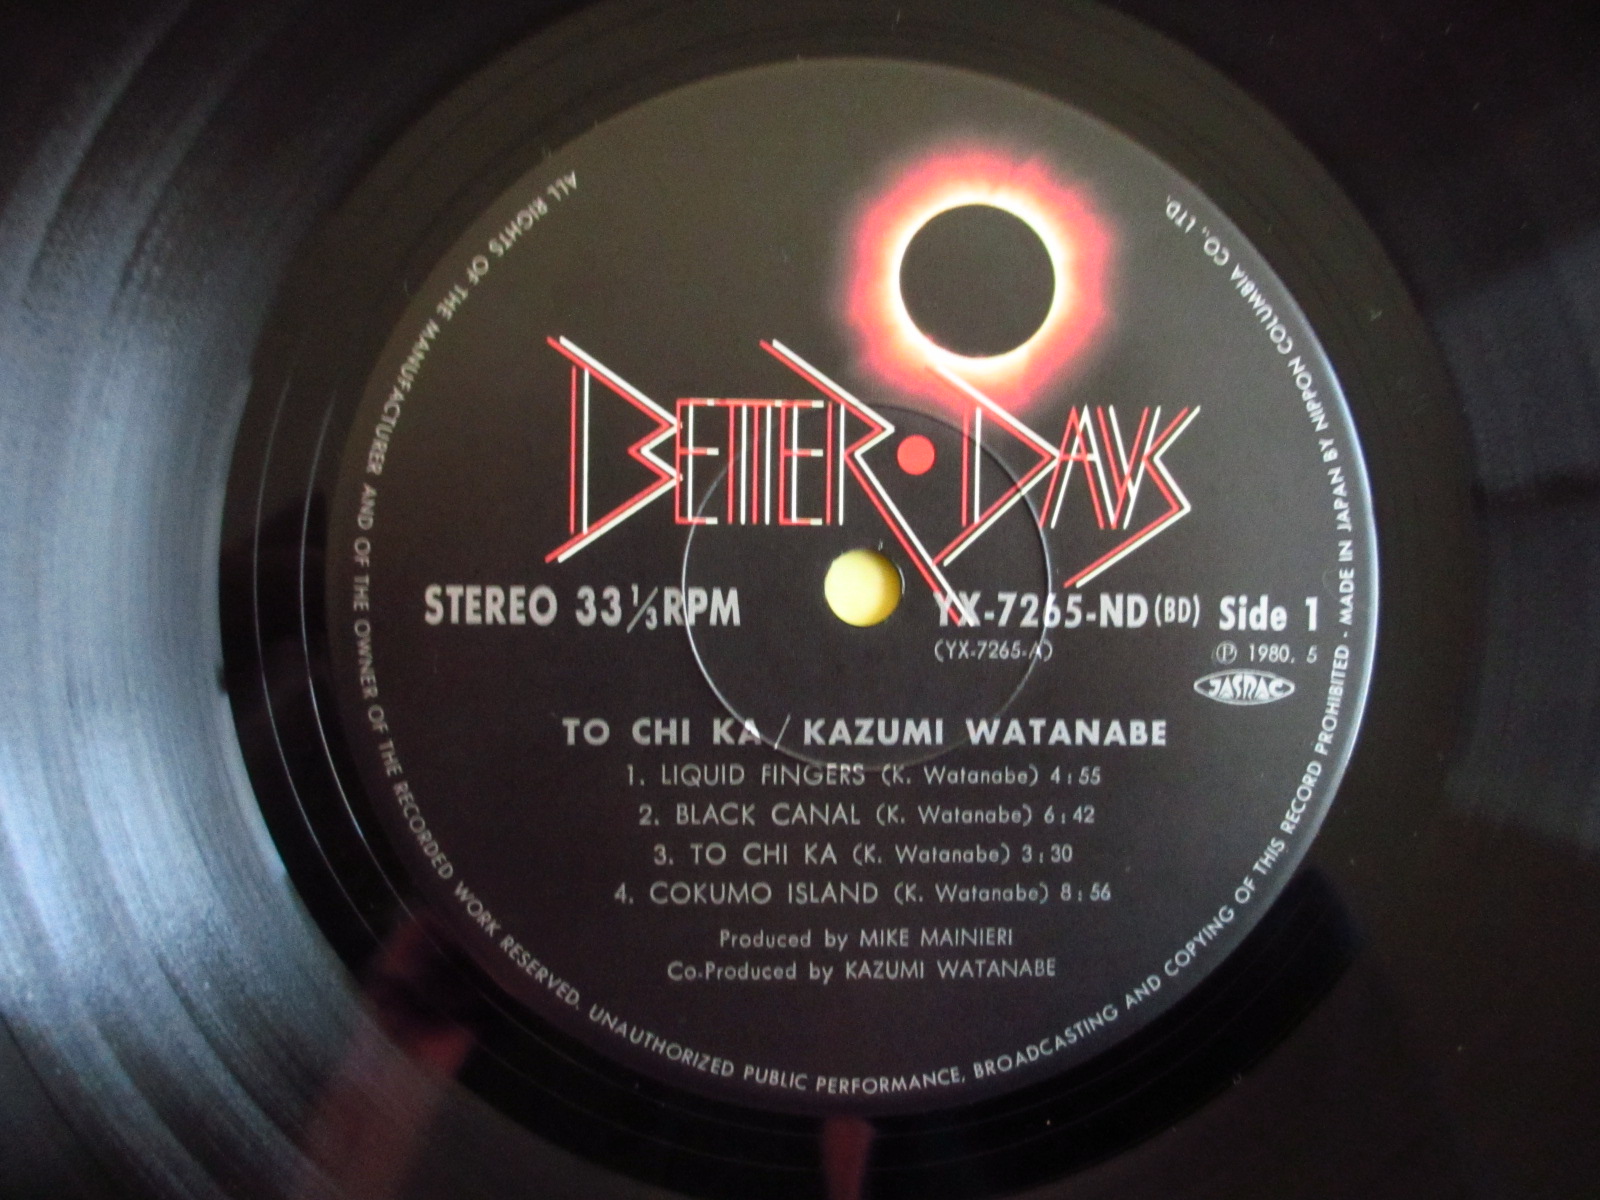 BETTER DAYS
STEREO 33 1/3 RPM
YX-7265-ND (BD) Side 1
(YX-7265-A)
Ⓟ 1980. 5
JASRAC
TO CHI KA / KAZUMI WATANABE
1. LIQUID FINGERS (K. Watanabe) 4:55
2. BLACK CANAL (K. Watanabe) 6:42
3. TO CHI KA (K. Watanabe) 3:30
4. COKUMO ISLAND (K. Watanabe) 8:56
Produced by MIKE MAINIERI
Co-Produced by KAZUMI WATANABE
ALL RIGHTS OF THE MANUFACTURER AND OF THE OWNER OF THE RECORDED WORK RESERVED. UNAUTHORIZED PUBLIC PERFORMANCE, BROADCASTING AND COPYING OF THIS RECORD PROHIBITED · MADE IN JAPAN BY NIPPON COLUMBIA CO., LTD.